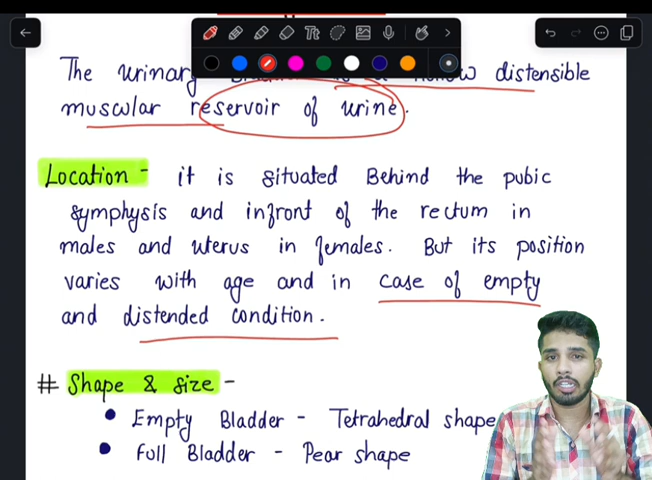 The urinary distensible
muscular reservoir of urine.
Location - it is situated Behind the pubic
symphysis and infront of the rectum in
males and uterus in females. But its position
varies with age and in case of empty
and distended condition.
# Shape & size -
• Empty Bladder - Tetrahedral shape
• Full Bladder - Pear shape